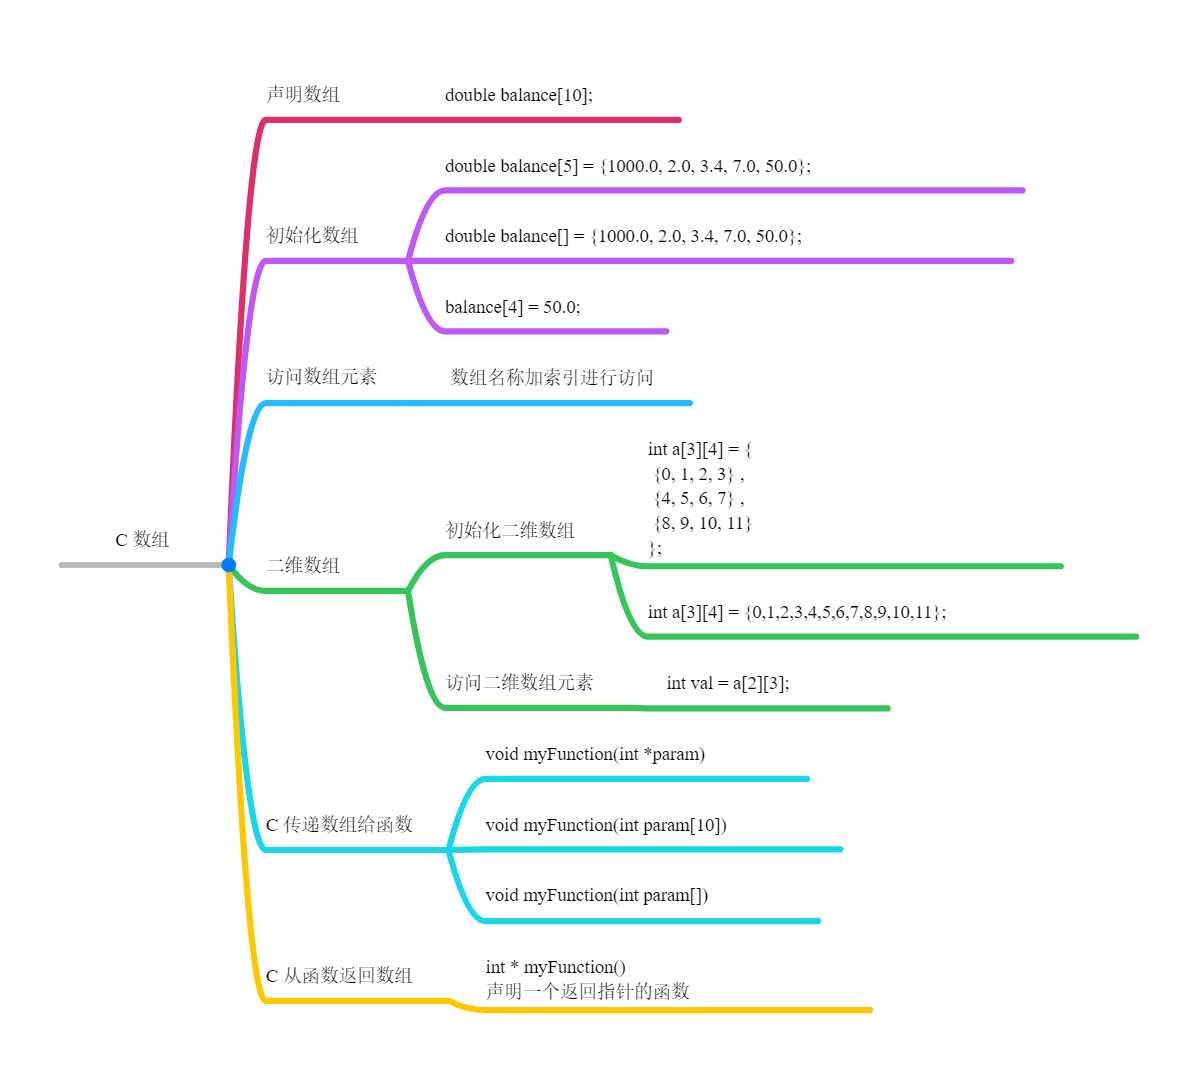 C 数组
声明数组
double balance[10];
初始化数组
double balance[5] = {1000.0, 2.0, 3.4, 7.0, 50.0};
double balance[] = {1000.0, 2.0, 3.4, 7.0, 50.0};
balance[4] = 50.0;
访问数组元素
数组名称加索引进行访问
二维数组
初始化二维数组
int a[3][4] = {
{0, 1, 2, 3} ,
{4, 5, 6, 7} ,
{8, 9, 10, 11}
};
int a[3][4] = {0,1,2,3,4,5,6,7,8,9,10,11};
访问二维数组元素
int val = a[2][3];
C 传递数组给函数
void myFunction(int *param)
void myFunction(int param[10])
void myFunction(int param[])
C 从函数返回数组
int * myFunction()
声明一个返回指针的函数